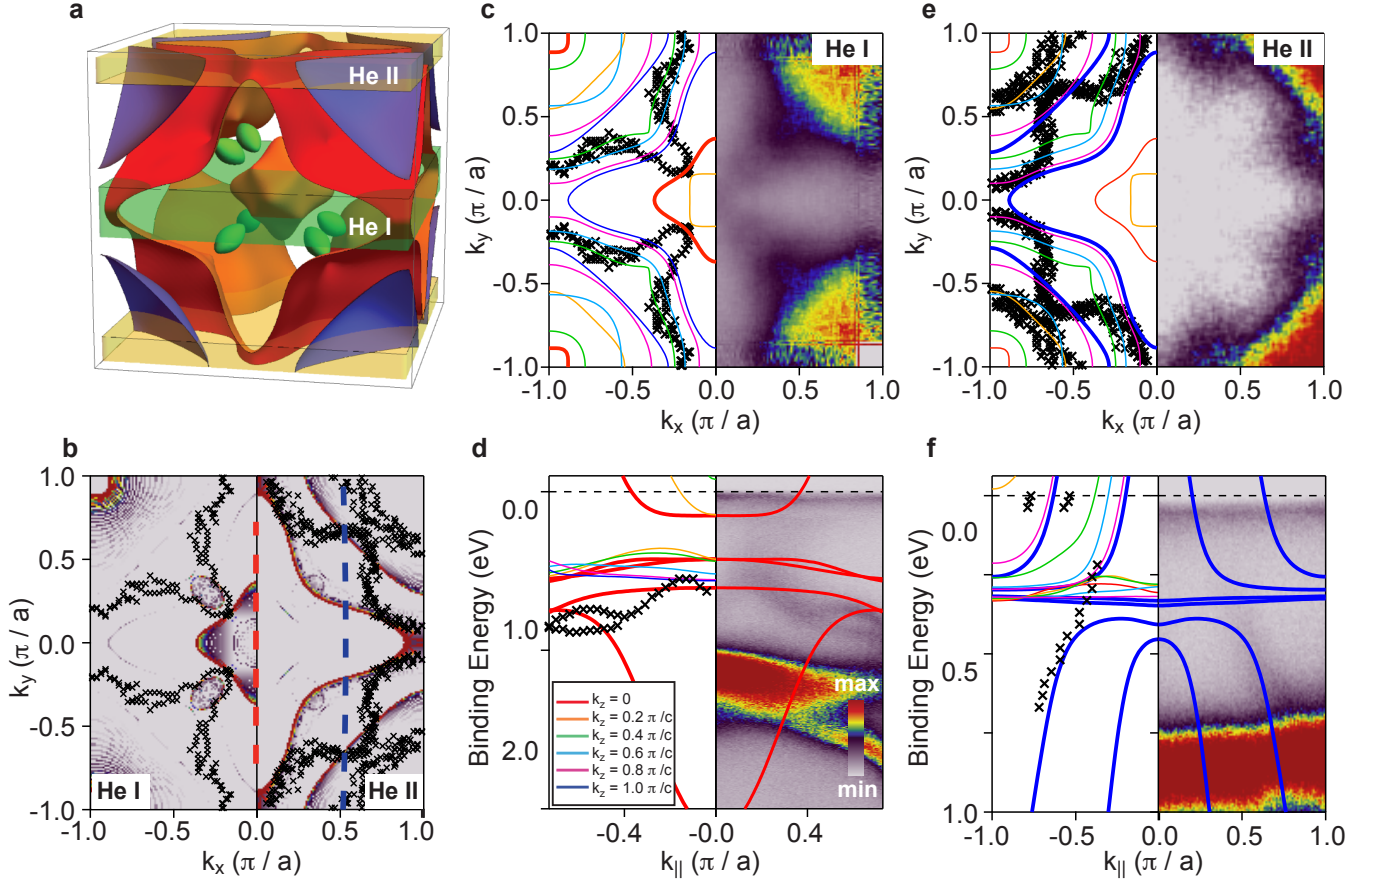 a
He II
He I
b
1.0
0.5
0.0
-0.5
-1.0
ky (π / a)
He I
He II
-1.0
-0.5
0.0
0.5
1.0
kx (π / a)
c
1.0
0.5
0.0
-0.5
-1.0
ky (π / a)
He I
-1.0
-0.5
0.0
0.5
1.0
kx (π / a)
d
0.0
1.0
2.0
Binding Energy (eV)
kz = 0
kz = 0.2 π /c
kz = 0.4 π /c
kz = 0.6 π /c
kz = 0.8 π /c
kz = 1.0 π /c
max
min
-0.4
-0.0
0.4
k|| (π / a)
e
1.0
0.5
0.0
-0.5
-1.0
ky (π / a)
He II
-1.0
-0.5
0.0
0.5
1.0
kx (π / a)
f
0.0
0.5
1.0
Binding Energy (eV)
-1.0
-0.5
0.0
0.5
1.0
k|| (π / a)